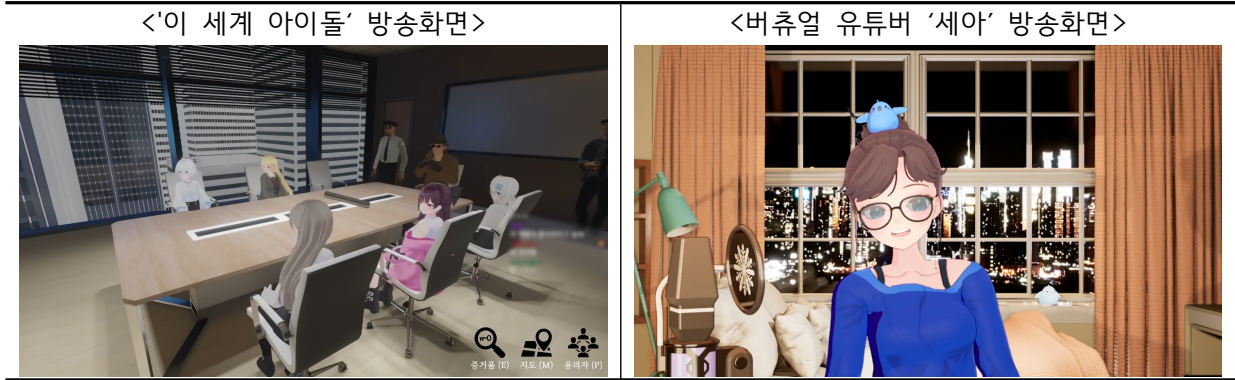 <'이 세계 아이돌‘ 방송화면>
<버츄얼 유튜버 ‘세아’ 방송화면>
증거품 (E) 지도 (M) 용의자 (P)